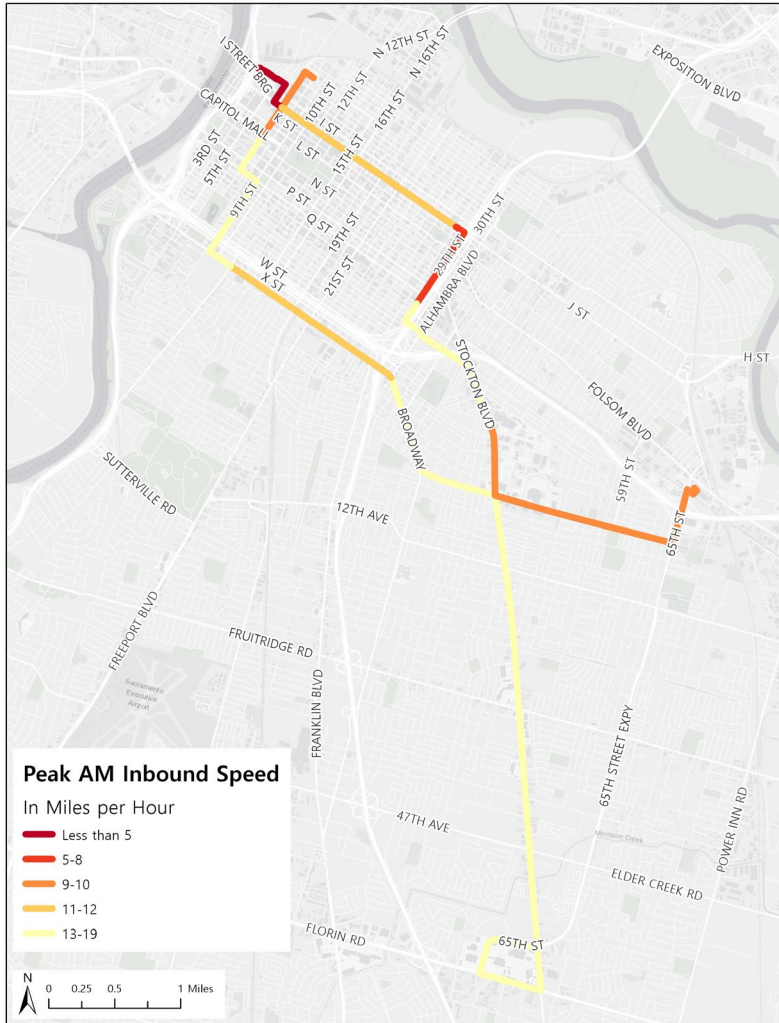 N 12TH ST
N 16TH ST
EXPOSITION BLVD
I STREET BRG
10TH ST
12TH ST
16TH ST
CAPITOL MALL
K ST
I ST
L ST
15TH ST
3RD ST
5TH ST
N ST
P ST
9TH ST
Q ST
19TH ST
30TH ST
29TH ST
ALHAMBRA BLVD
W ST
X ST
21ST ST
J ST
H ST
STOCKTON BLVD
FOLSOM BLVD
BROADWAY
59TH ST
SUTTERVILLE RD
12TH AVE
65TH ST
FREEPORT BLVD
FRUITRIDGE RD
Sacramento
Executive
Airport
FRANKLIN BLVD
65TH STREET EXPY
POWER INN RD
47TH AVE
Morrison Creek
ELDER CREEK RD
FLORIN RD
65TH ST
Peak AM Inbound Speed
In Miles per Hour
Less than 5
5-8
9-10
11-12
13-19
N
0 0.25 0.5 1 Miles